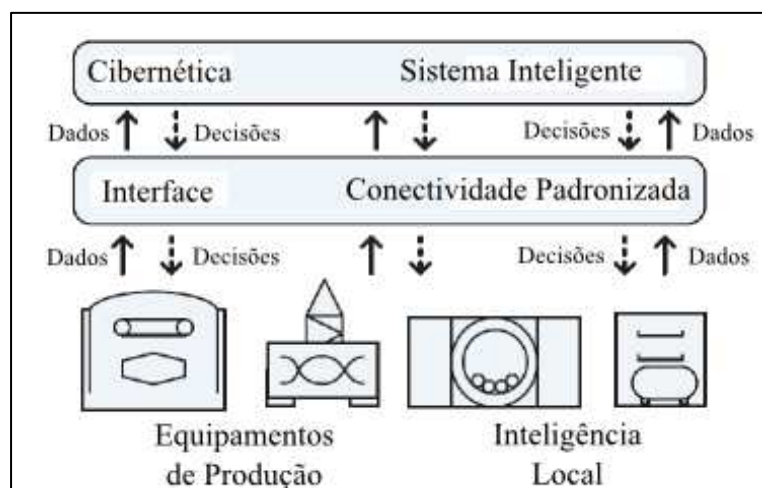 Cibernética Sistema Inteligente
Dados Decisões Decisões Dados
Interface Conectividade Padronizada
Dados Decisões Decisões Dados
Equipamentos
de Produção
Inteligência
Local